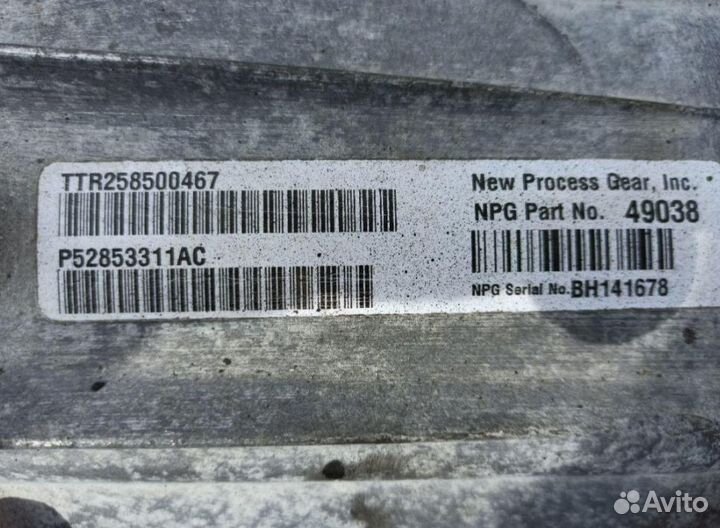 TTR258500467
P52853311AC
New Process Gear, Inc.
NPG Part No. 49038
NPG Serial No. BH141678
Avito